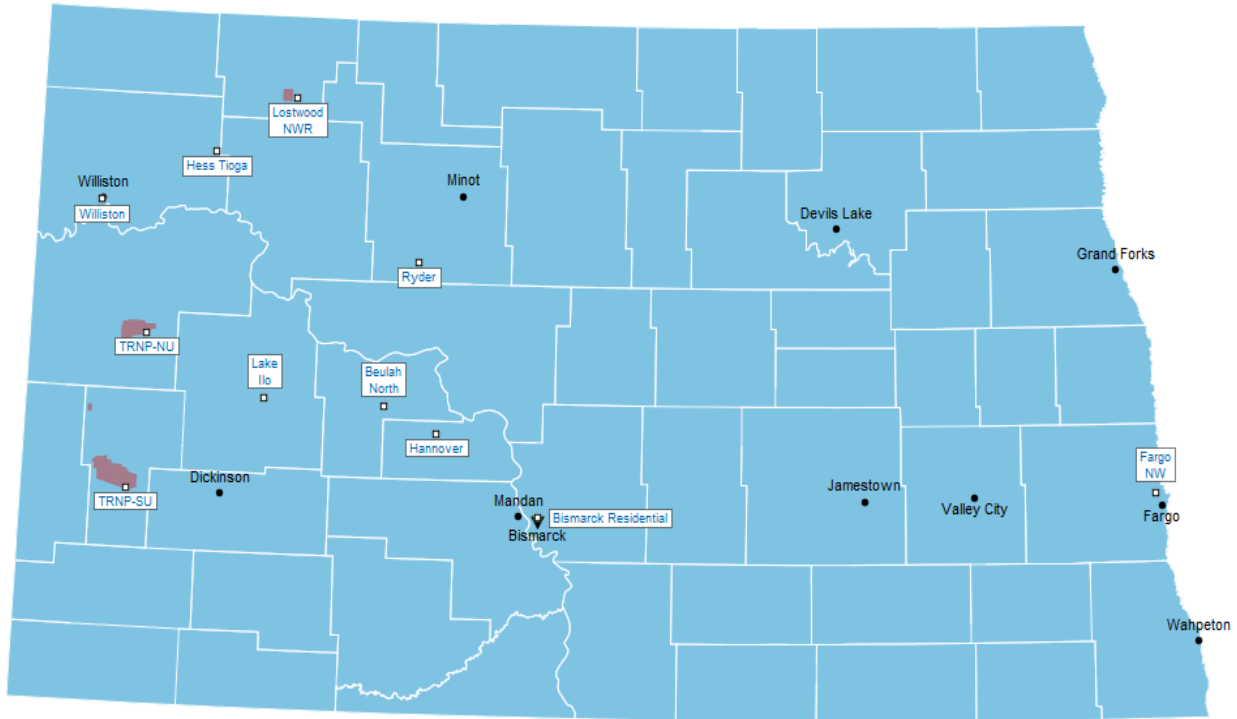 Lostwood
NWR
Hess Tioga
Williston
Williston
Minot
Devils Lake
Grand Forks
Ryder
TRNP-NU
Lake
Ilo
Beulah
North
Hannover
Dickinson
TRNP-SU
Mandan
Bismarck Residential
Bismarck
Jamestown
Valley City
Fargo
NW
Fargo
Wahpeton